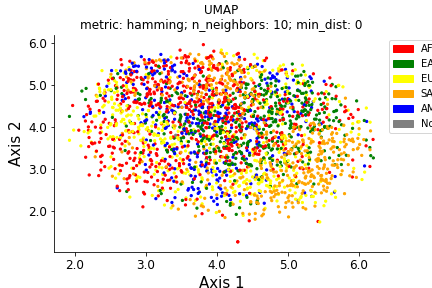 UMAP
metric: hamming; n_neighbors: 10; min_dist: 0
6.0
5.0
4.0
3.0
2.0
Axis 2
2.0 3.0 4.0 5.0 6.0
Axis 1
AF
EA
EU
SA
AM
No